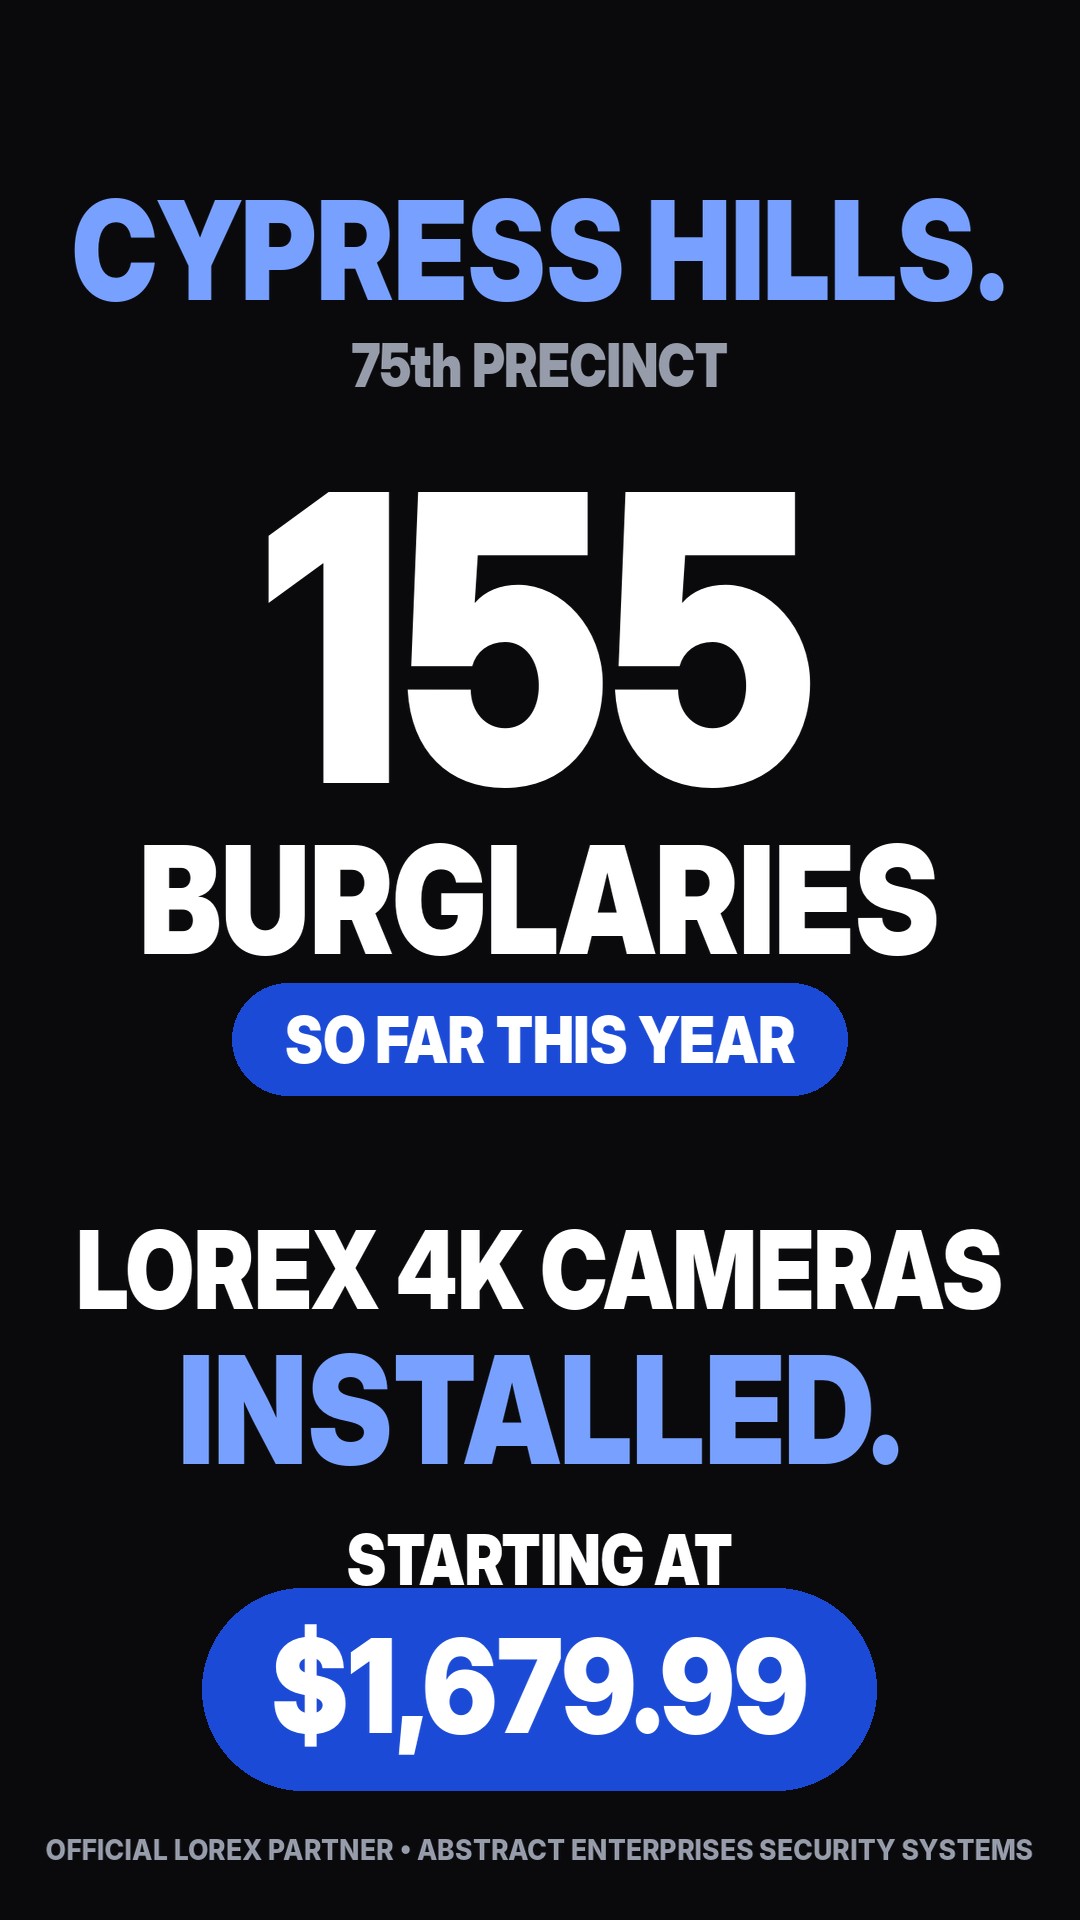 CYPRESS HILLS.
75th PRECINCT
155
BURGLARIES
SO FAR THIS YEAR
LOREX 4K CAMERAS
INSTALLED.
STARTING AT
$1,679.99
OFFICIAL LOREX PARTNER • ABSTRACT ENTERPRISES SECURITY SYSTEMS